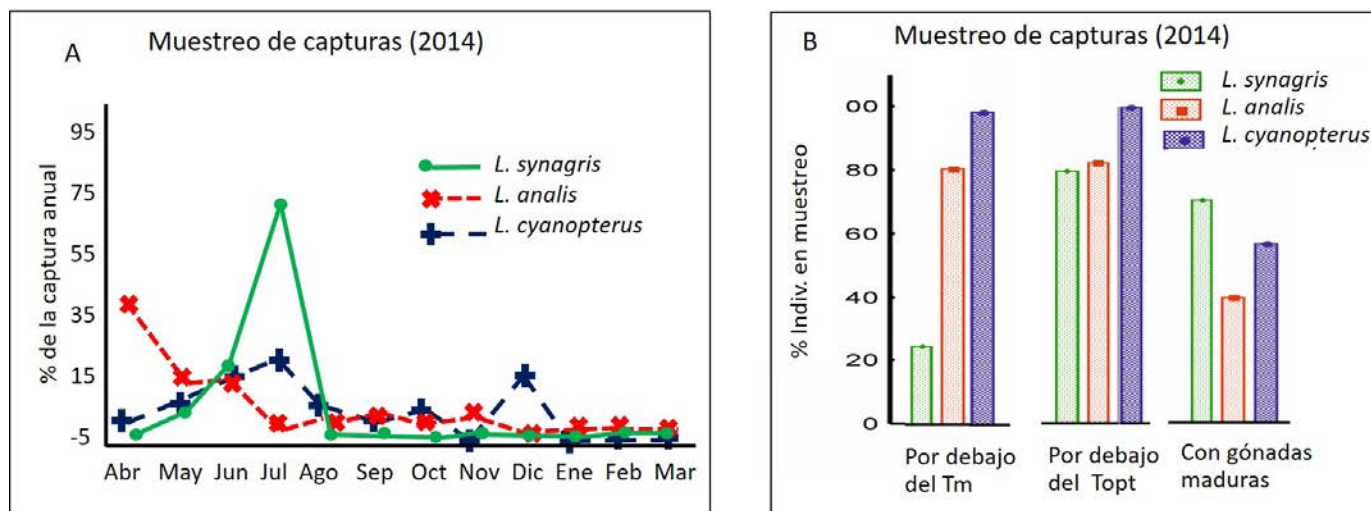 A
Muestreo de capturas (2014)
% de la captura anual
95
75
55
35
15
-5
L. synagris
L. analis
L. cyanopterus
Abr May Jun Jul Ago Sep Oct Nov Dic Ene Feb Mar
B
Muestreo de capturas (2014)
% Indiv. en muestreo
00
80
60
40
20
0
L. synagris
L. analis
L. cyanopterus
Por debajo
del Tm
Por debajo
del Topt
Con gónadas
maduras